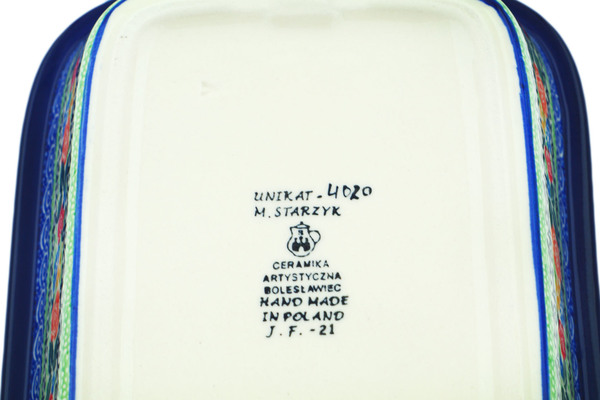 UNIKAT - 4020
M. STARZYK
CERAMIKA
ARTYSTYCZNA
BOLESŁAWIEC
HAND MADE
IN POLAND
J. F. - 21